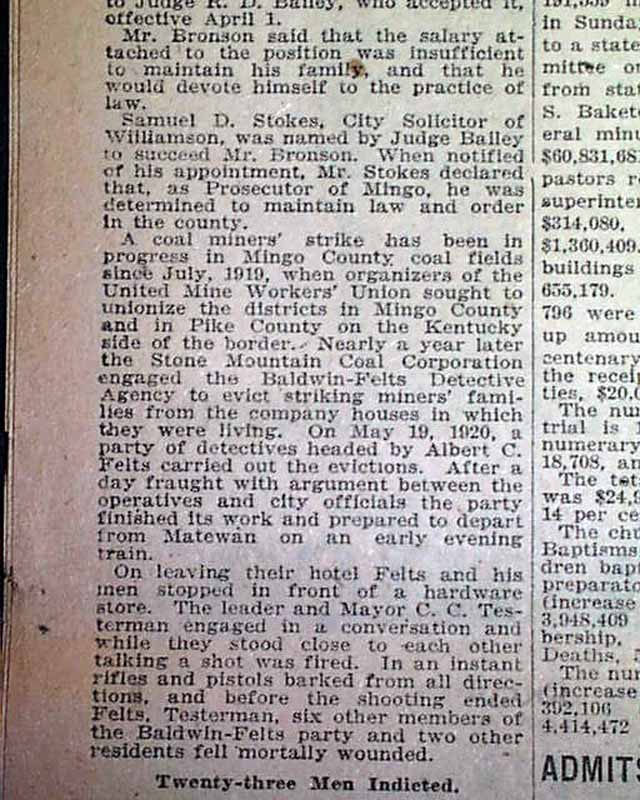 to Judge R. D. Bailey, who accepted it,
effective April 1.
Mr. Bronson said that the salary at-
tached to the position was insufficient
to maintain his family, and that he
would devote himself to the practice of
law.
Samuel D. Stokes, City Solicitor of
Williamson, was named by Judge Bailey
to succeed Mr. Bronson. When notified
of his appointment, Mr. Stokes declared
that, as Prosecutor of Mingo, he was
determined to maintain law and order
in the county.
A coal miners' strike has been in
progress in Mingo County coal fields
since July, 1919, when organizers of the
United Mine Workers' Union sought to
unionize the districts in Mingo County
and in Pike County on the Kentucky
side of the border. Nearly a year later
the Stone Mountain Coal Corporation
engaged the Baldwin-Felts Detective
Agency to evict striking miners' fami-
lies from the company houses in which
they were living. On May 19, 1920, a
party of detectives headed by Albert C.
Felts carried out the evictions. After a
day fraught with argument between the
operatives and city officials the party
finished its work and prepared to depart
from Matewan on an early evening
train.
On leaving their hotel Felts and his
men stopped in front of a hardware
store. The leader and Mayor C. C. Tes-
terman engaged in a conversation and
while they stood close to each other
talking a shot was fired. In an instant
rifles and pistols barked from all direc-
tions, and before the shooting ended
Felts, Testerman, six other members of
the Baldwin-Felts party and two other
residents fell mortally wounded.
Twenty-three Men Indicted.
in Sunda
to a state
mittee or
from stat
S. Bakete
eral min
$60,831,68
pastors r
superinter
$314,080,
$1,360,409.
buildings
655,179.
796 were
up amou
centenary
the receip
ties, $20,0
The nu
trial is 1
numerary
18,708, an
The tot
was $24,9
14 per ce
The chu
Baptisms
dren bapt
preparato
(increase
3,948,409
bership,
Deaths,
The nu
(increase
392,106
4,414,472
ADMITS